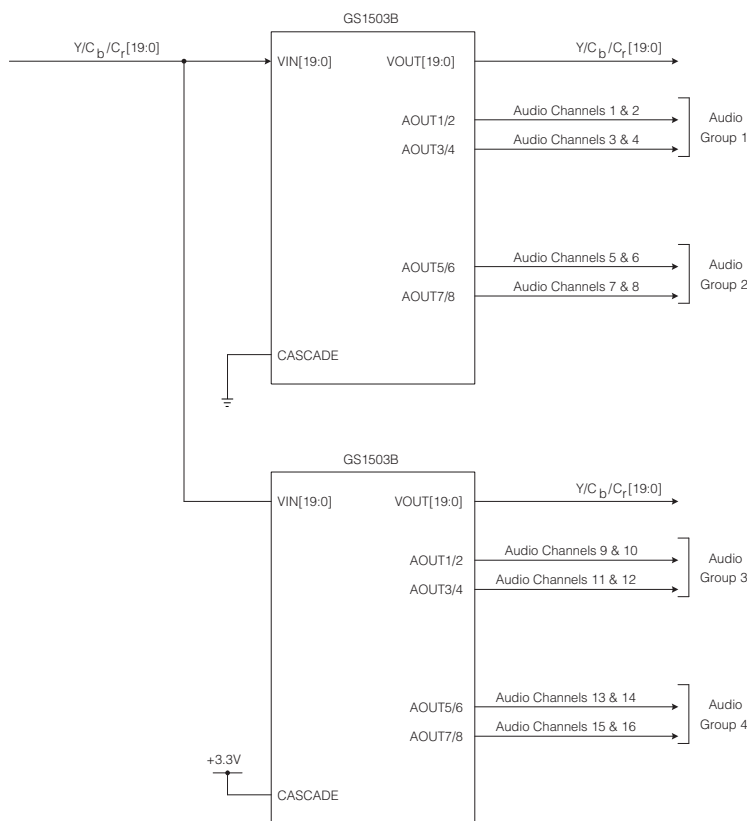 GS1503B
Y/Cb/Cr[19:0]
VIN[19:0]
VOUT[19:0]
Y/Cb/Cr[19:0]
AOUT1/2
Audio Channels 1 & 2
AOUT3/4
Audio Channels 3 & 4
Audio
Group 1
AOUT5/6
Audio Channels 5 & 6
AOUT7/8
Audio Channels 7 & 8
Audio
Group 2
CASCADE
GS1503B
VIN[19:0]
VOUT[19:0]
Y/Cb/Cr[19:0]
AOUT1/2
Audio Channels 9 & 10
AOUT3/4
Audio Channels 11 & 12
Audio
Group 3
AOUT5/6
Audio Channels 13 & 14
AOUT7/8
Audio Channels 15 & 16
Audio
Group 4
+3.3V
CASCADE